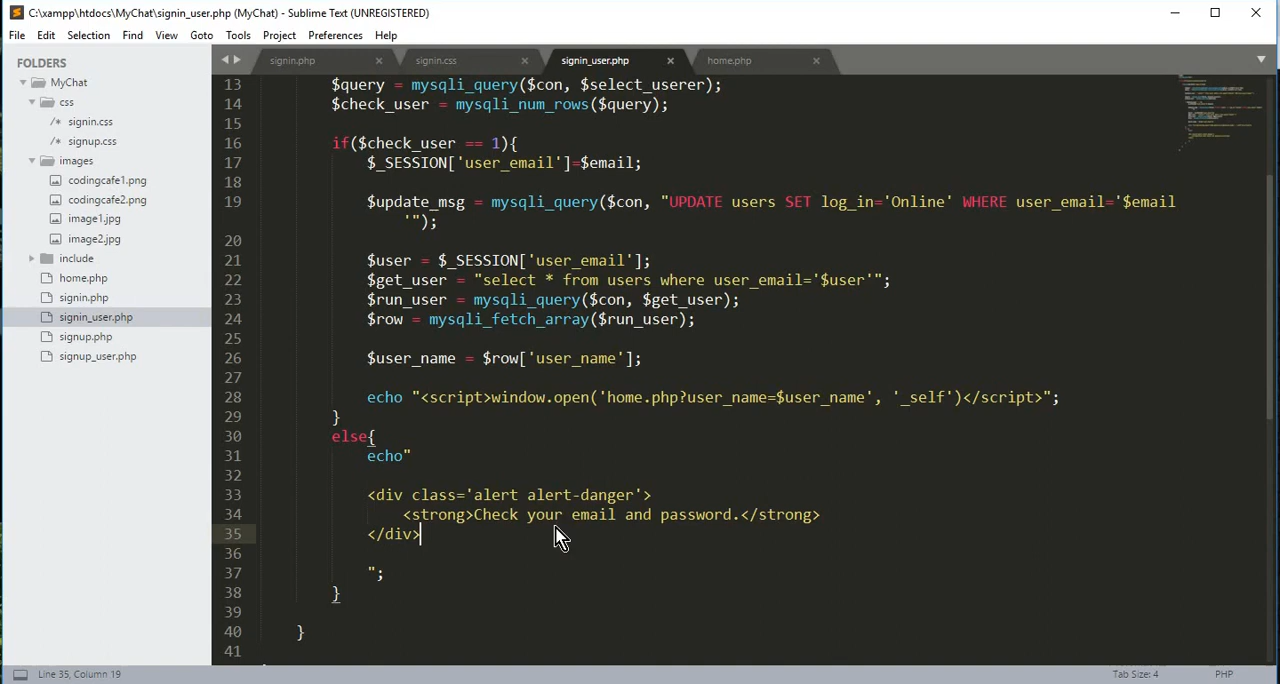 C:\xampp\htdocs\MyChat\signin_user.php (MyChat) - Sublime Text (UNREGISTERED)
File Edit Selection Find View Goto Tools Project Preferences Help
FOLDERS
MyChat
css
/* signin.css
/* signup.css
images
codingcafe1.png
codingcafe2.png
image1.jpg
image2.jpg
include
home.php
signin.php
signin_user.php
signup.php
signup_user.php
signin.php signin.css signin_user.php home.php
13 $query = mysqli_query($con, $select_userer);
14 $check_user = mysqli_num_rows($query);
15
16 if($check_user == 1){
17 $_SESSION['user_email']=$email;
18
19 $update_msg = mysqli_query($con, "UPDATE users SET log_in='Online' WHERE user_email='$email
'");
20
21 $user = $_SESSION['user_email'];
22 $get_user = "select * from users where user_email='$user'";
23 $run_user = mysqli_query($con, $get_user);
24 $row = mysqli_fetch_array($run_user);
25
26 $user_name = $row['user_name'];
27
28 echo "<script>window.open('home.php?user_name=$user_name', '_self')</script>";
29 }
30 else{
31 echo"
32
33 <div class='alert alert-danger'>
34 <strong>Check your email and password.</strong>
35 </div>
36
37 ";
38 }
39
40 }
41
Line 35, Column 19
Tab Size: 4
PHP